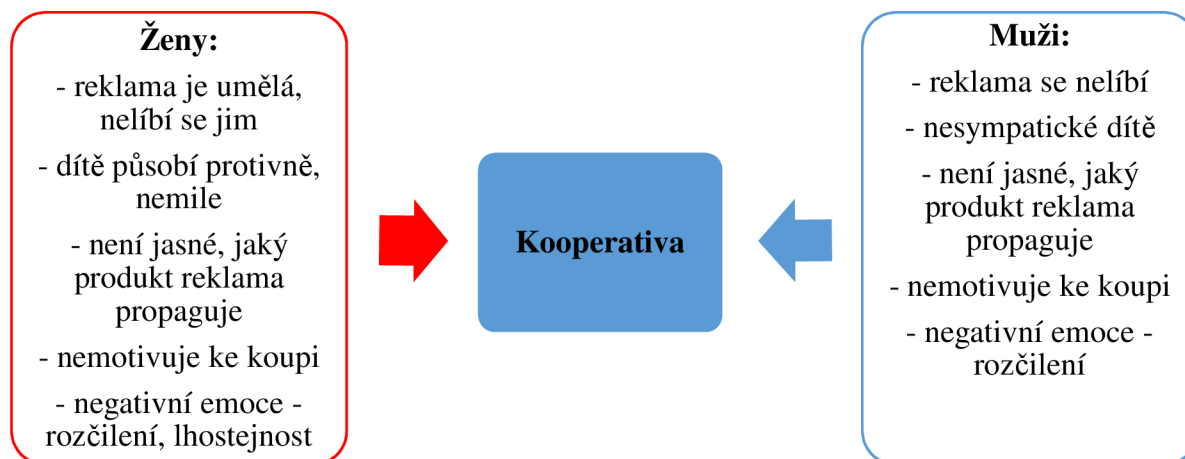 Ženy:
- reklama je umělá,
nelíbí se jim
- dítě působí protivně,
nemile
- není jasné, jaký
produkt reklama
propaguje
- nemotivuje ke koupi
- negativní emoce -
rozčilení, lhostejnost
Kooperativa
Muži:
- reklama se nelíbí
- nesympatické dítě
- není jasné, jaký
produkt reklama
propaguje
- nemotivuje ke koupi
- negativní emoce -
rozčilení